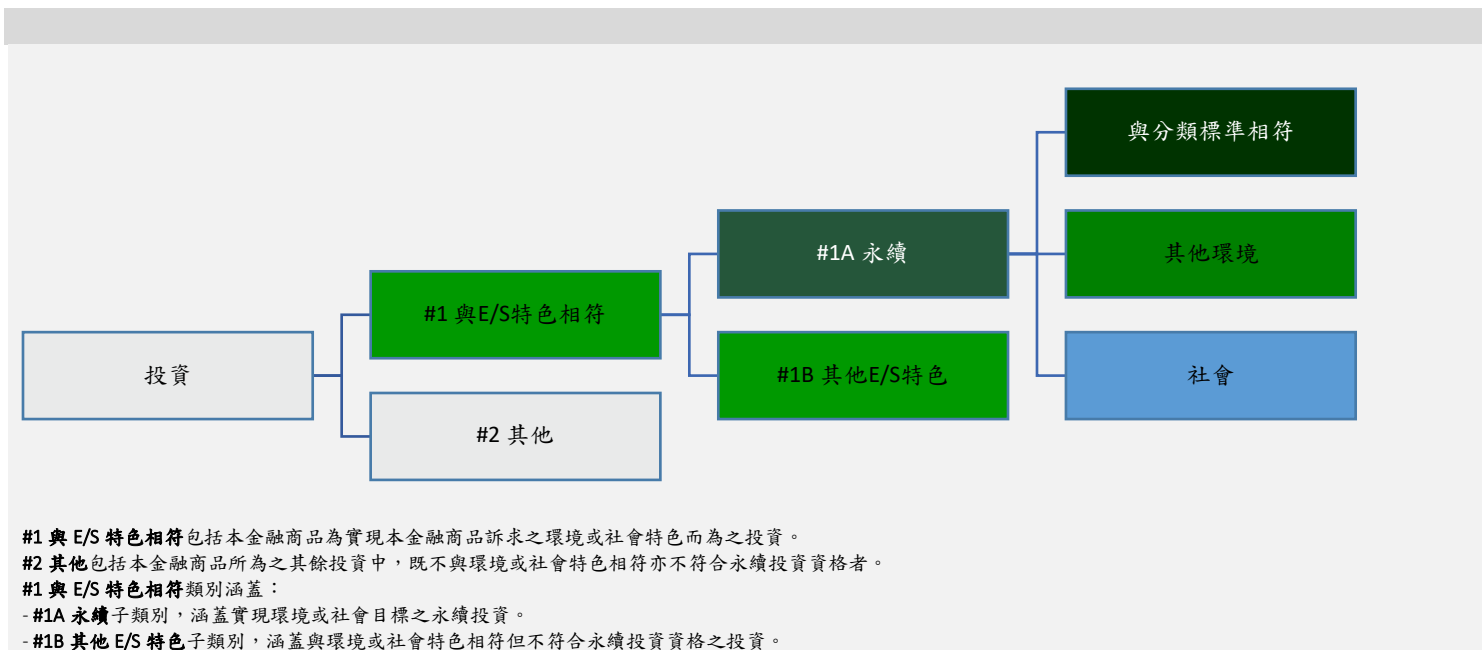 與分類標準相符
#1A 永續
其他環境
#1 與E/S特色相符
投資
#1B 其他E/S特色
社會
#2 其他
#1 與 E/S 特色相符包括本金融商品為實現本金融商品訴求之環境或社會特色而為之投資。
#2 其他包括本金融商品所為之其餘投資中，既不與環境或社會特色相符亦不符合永續投資資格者。
#1 與 E/S 特色相符類別涵蓋：
- #1A 永續子類別，涵蓋實現環境或社會目標之永續投資。
- #1B 其他 E/S 特色子類別，涵蓋與環境或社會特色相符但不符合永續投資資格之投資。